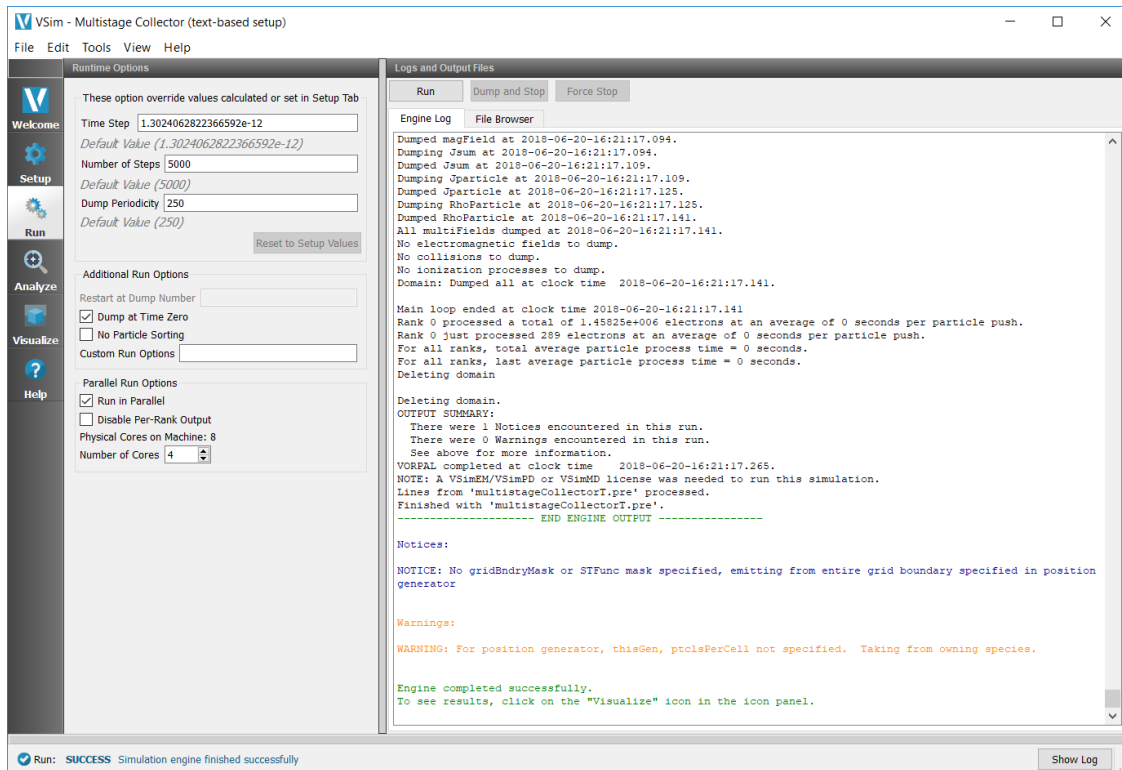 VSim - Multistage Collector (text-based setup)
File Edit Tools View Help
Runtime Options
These option override values calculated or set in Setup Tab
Time Step 1.3024062822366592e-12
Default Value (1.3024062822366592e-12)
Number of Steps 5000
Default Value (5000)
Dump Periodicity 250
Default Value (250)
Reset to Setup Values
Additional Run Options
Restart at Dump Number
Dump at Time Zero
No Particle Sorting
Custom Run Options
Parallel Run Options
Run in Parallel
Disable Per-Rank Output
Physical Cores on Machine: 8
Number of Cores 4
Welcome
Setup
Run
Analyze
Visualize
Help
Logs and Output Files
Run Dump and Stop Force Stop
Engine Log File Browser
Dumped magField at 2018-06-20-16:21:17.094.
Dumping Jsum at 2018-06-20-16:21:17.094.
Dumped Jsum at 2018-06-20-16:21:17.109.
Dumping Jparticle at 2018-06-20-16:21:17.109.
Dumped Jparticle at 2018-06-20-16:21:17.125.
Dumping RhoParticle at 2018-06-20-16:21:17.125.
Dumped RhoParticle at 2018-06-20-16:21:17.141.
All multiFields dumped at 2018-06-20-16:21:17.141.
No electromagnetic fields to dump.
No collisions to dump.
No ionization processes to dump.
Domain: Dumped all at clock time 2018-06-20-16:21:17.141.
Main loop ended at clock time 2018-06-20-16:21:17.141
Rank 0 processed a total of 1.45825e+006 electrons at an average of 0 seconds per particle push.
Rank 0 just processed 289 electrons at an average of 0 seconds per particle push.
For all ranks, total average particle process time = 0 seconds.
For all ranks, last average particle process time = 0 seconds.
Deleting domain
Deleting domain.
OUTPUT SUMMARY:
There were 1 Notices encountered in this run.
There were 0 Warnings encountered in this run.
See above for more information.
VORPAL completed at clock time 2018-06-20-16:21:17.265.
NOTE: A VSimEM/VSimPD or VSimMD license was needed to run this simulation.
Lines from 'multistageCollectorT.pre' processed.
Finished with 'multistageCollectorT.pre'.
--------------------- END ENGINE OUTPUT ----------------
Notices:
NOTICE: No gridBndryMask or STFunc mask specified, emitting from entire grid boundary specified in position
generator
Warnings:
WARNING: For position generator, thisGen, ptclsPerCell not specified. Taking from owning species.
Engine completed successfully.
To see results, click on the "Visualize" icon in the icon panel.
Run: SUCCESS Simulation engine finished successfully
Show Log